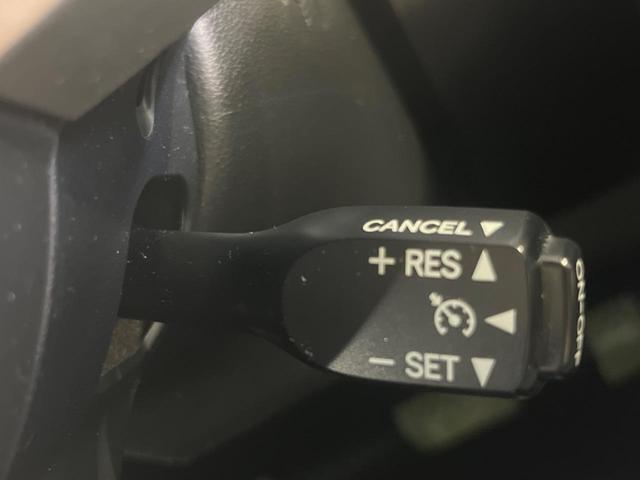 CANCEL ▼
+ RES ▲
◀
− SET ▼
ON-OFF